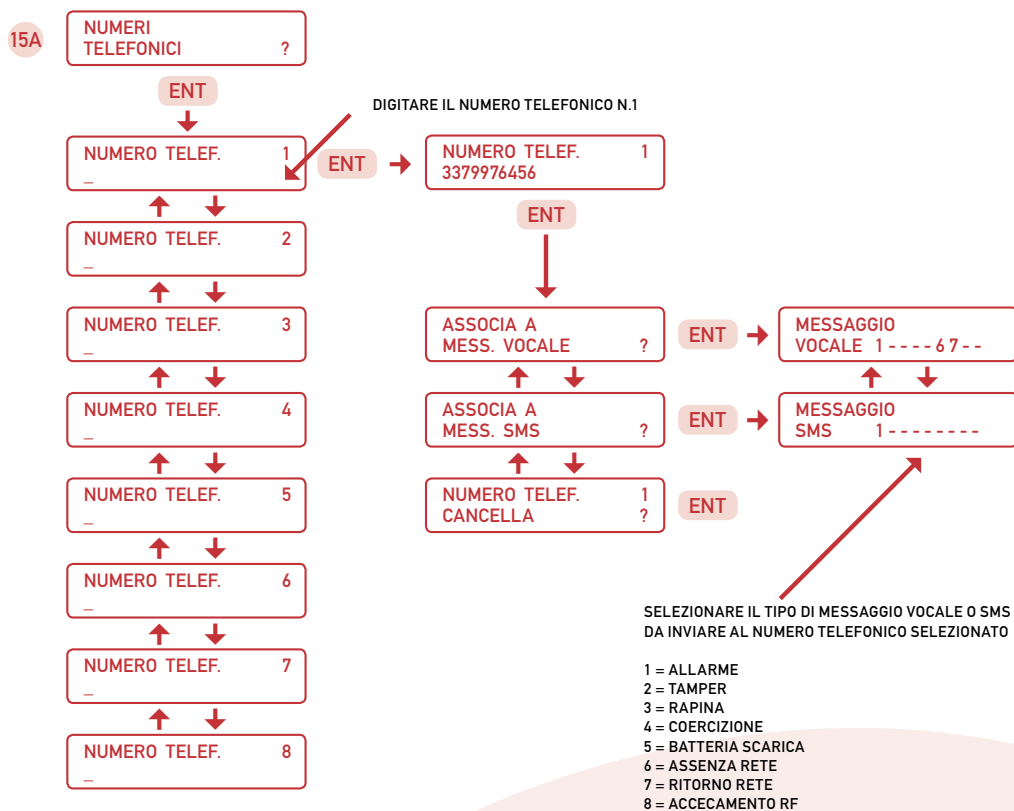 15A
NUMERI
TELEFONICI ?
ENT
DIGITARE IL NUMERO TELEFONICO N.1
NUMERO TELEF. 1
_
ENT
NUMERO TELEF. 1
3379976456
ENT
NUMERO TELEF. 2
_
NUMERO TELEF. 3
_
NUMERO TELEF. 4
_
NUMERO TELEF. 5
_
NUMERO TELEF. 6
_
NUMERO TELEF. 7
_
NUMERO TELEF. 8
_
ASSOCIA A
MESS. VOCALE ?
ENT
MESSAGGIO
VOCALE 1 - - - - 6 7 - -
ASSOCIA A
MESS. SMS ?
ENT
MESSAGGIO
SMS 1 - - - - - - - -
NUMERO TELEF. 1
CANCELLA ?
ENT
SELEZIONARE IL TIPO DI MESSAGGIO VOCALE O SMS
DA INVIARE AL NUMERO TELEFONICO SELEZIONATO
1 = ALLARME
2 = TAMPER
3 = RAPINA
4 = COERCIZIONE
5 = BATTERIA SCARICA
6 = ASSENZA RETE
7 = RITORNO RETE
8 = ACCECAMENTO RF